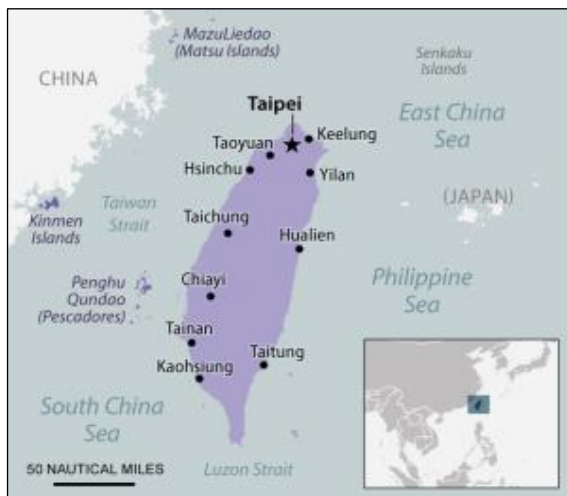 MazuLiedao
(Matsu Islands)
CHINA
Senkaku
Islands
Taipei
East China
Sea
Keelung
Taoyuan
Hsinchu
Yilan
(JAPAN)
Taiwan
Strait
Kinmen
Islands
Taichung
Hualien
Penghu
Qundao
(Pescadores)
Chiayi
Philippine
Sea
Tainan
Taitung
Kaohsiung
South China
Sea
50 NAUTICAL MILES
Luzon Strait